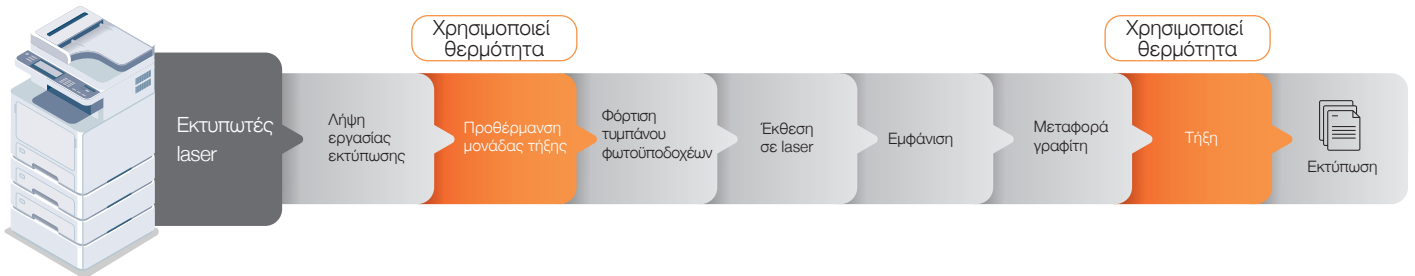 Χρησιμοποιεί
θερμότητα
Χρησιμοποιεί
θερμότητα
Εκτυπωτές
laser
Λήψη
εργασίας
εκτύπωσης
Προθέρμανση
μονάδας τήξης
Φόρτιση
τυμπάνου
φωτοϋποδοχέων
Έκθεση
σε laser
Εμφάνιση
Μεταφορά
γραφίτη
Τήξη
Εκτύπωση